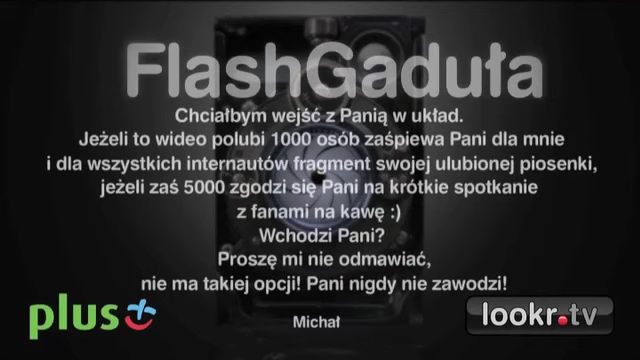 FlashGaduła
Chciałbym wejść z Panią w układ.
Jeżeli to wideo polubi 1000 osób zaśpiewa Pani dla mnie
i dla wszystkich internautów fragment swojej ulubionej piosenki,
jeżeli zaś 5000 zgodzi się Pani na krótkie spotkanie
z fanami na kawę :)
Wchodzi Pani?
Proszę mi nie odmawiać,
nie ma takiej opcji! Pani nigdy nie zawodzi!
Michał
plus
lookr.tv